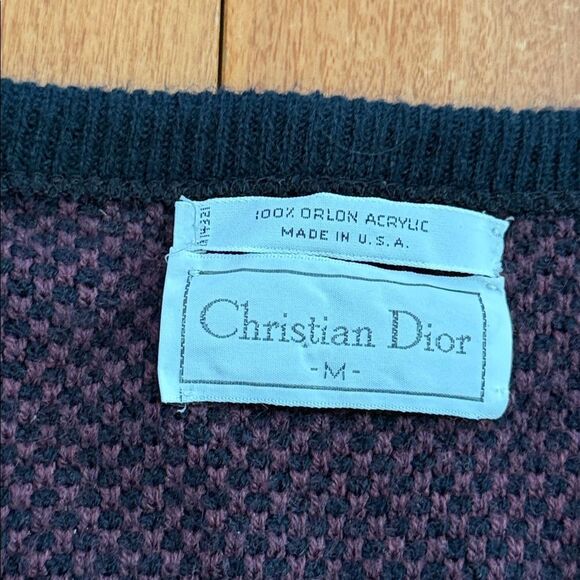 100% ORLON ACRYLIC
MADE IN U.S.A.
Christian Dior
-M-